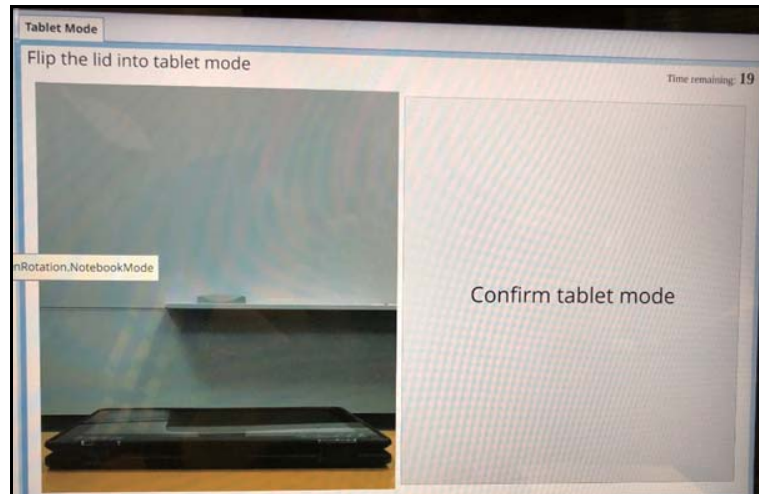 Tablet Mode
Flip the lid into tablet mode
Time remaining: 19
nRotation.NotebookMode
Confirm tablet mode